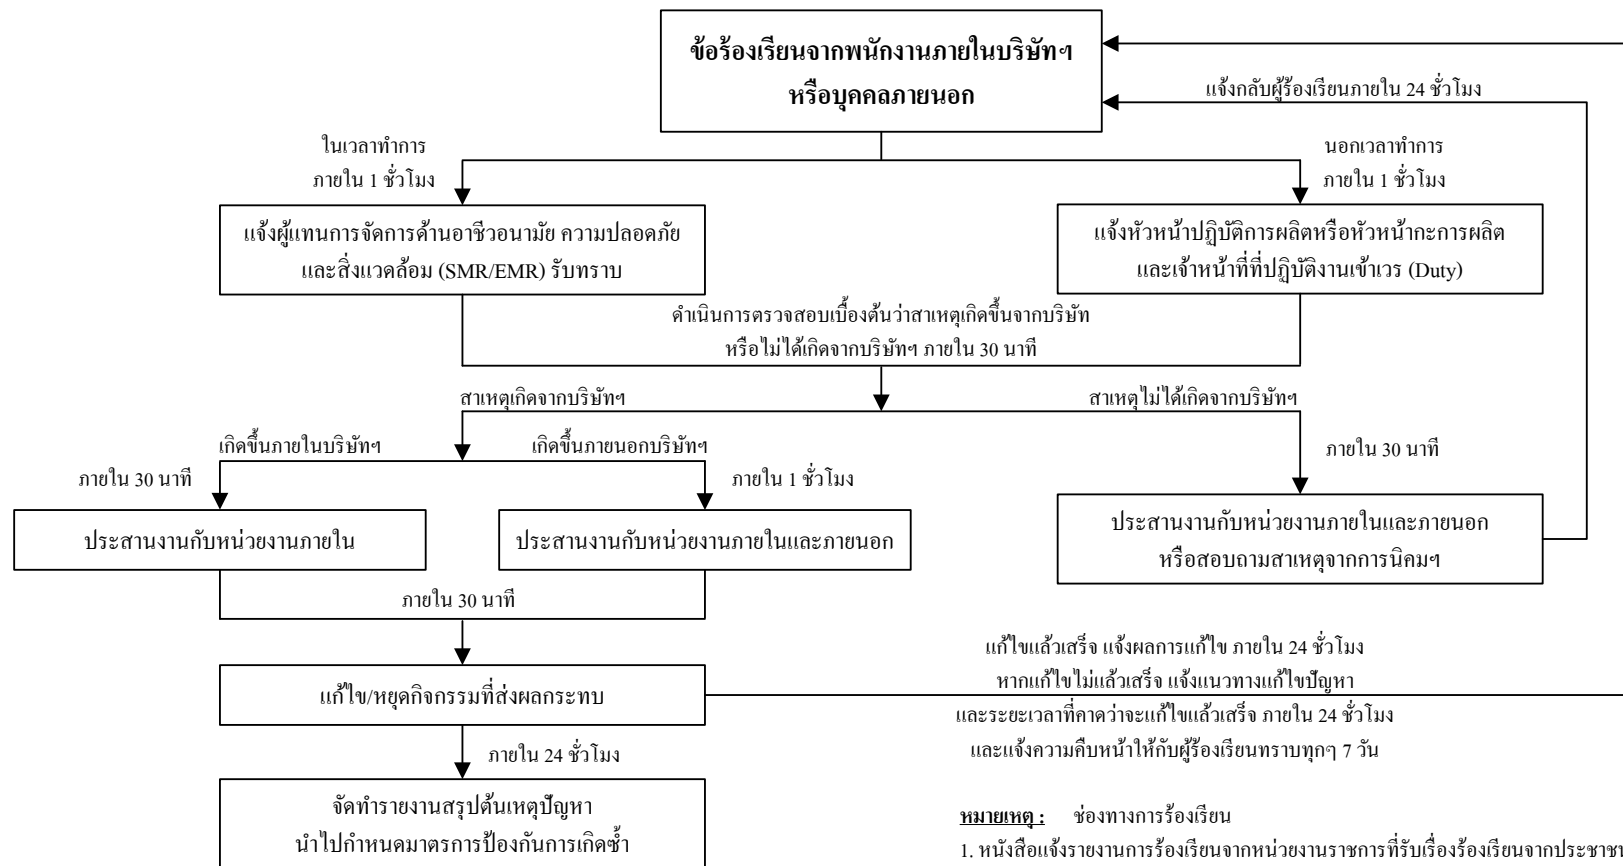 ข้อร้องเรียนจากพนักงานภายในบริษัทฯ
หรือบุคคลภายนอก
แจ้งกลับผู้ร้องเรียนภายใน 24 ชั่วโมง
ในเวลาทำการ
ภายใน 1 ชั่วโมง
นอกเวลาทำการ
ภายใน 1 ชั่วโมง
แจ้งผู้แทนการจัดการด้านอาชีวอนามัย ความปลอดภัย
และสิ่งแวดล้อม (SMR/EMR) รับทราบ
แจ้งหัวหน้าปฏิบัติการผลิตหรือหัวหน้ากะการผลิต
และเจ้าหน้าที่ที่ปฏิบัติงานเข้าเวร (Duty)
ดำเนินการตรวจสอบเบื้องต้นว่าสาเหตุเกิดขึ้นจากบริษัท
หรือไม่ได้เกิดจากบริษัทฯ ภายใน 30 นาที
สาเหตุเกิดจากบริษัทฯ
สาเหตุไม่ได้เกิดจากบริษัทฯ
เกิดขึ้นภายในบริษัทฯ
เกิดขึ้นภายนอกบริษัทฯ
ภายใน 30 นาที
ภายใน 1 ชั่วโมง
ภายใน 30 นาที
ประสานงานกับหน่วยงานภายใน
ประสานงานกับหน่วยงานภายในและภายนอก
ประสานงานกับหน่วยงานภายในและภายนอก
หรือสอบถามสาเหตุจากการนิคมฯ
ภายใน 30 นาที
แก้ไข/หยุดกิจกรรมที่ส่งผลกระทบ
แก้ไขแล้วเสร็จ แจ้งผลการแก้ไข ภายใน 24 ชั่วโมง
หากแก้ไขไม่แล้วเสร็จ แจ้งแนวทางแก้ไขปัญหา
และระยะเวลาที่คาดว่าจะแก้ไขแล้วเสร็จ ภายใน 24 ชั่วโมง
และแจ้งความคืบหน้าให้กับผู้ร้องเรียนทราบทุกๆ 7 วัน
ภายใน 24 ชั่วโมง
จัดทำรายงานสรุปต้นเหตุปัญหา
นำไปกำหนดมาตรการป้องกันการเกิดซ้ำ
หมายเหตุ : ช่องทางการร้องเรียน
1. หนังสือแจ้งรายงานการร้องเรียนจากหน่วยงานราชการที่รับเรื่องร้องเรียนจากประชาชน